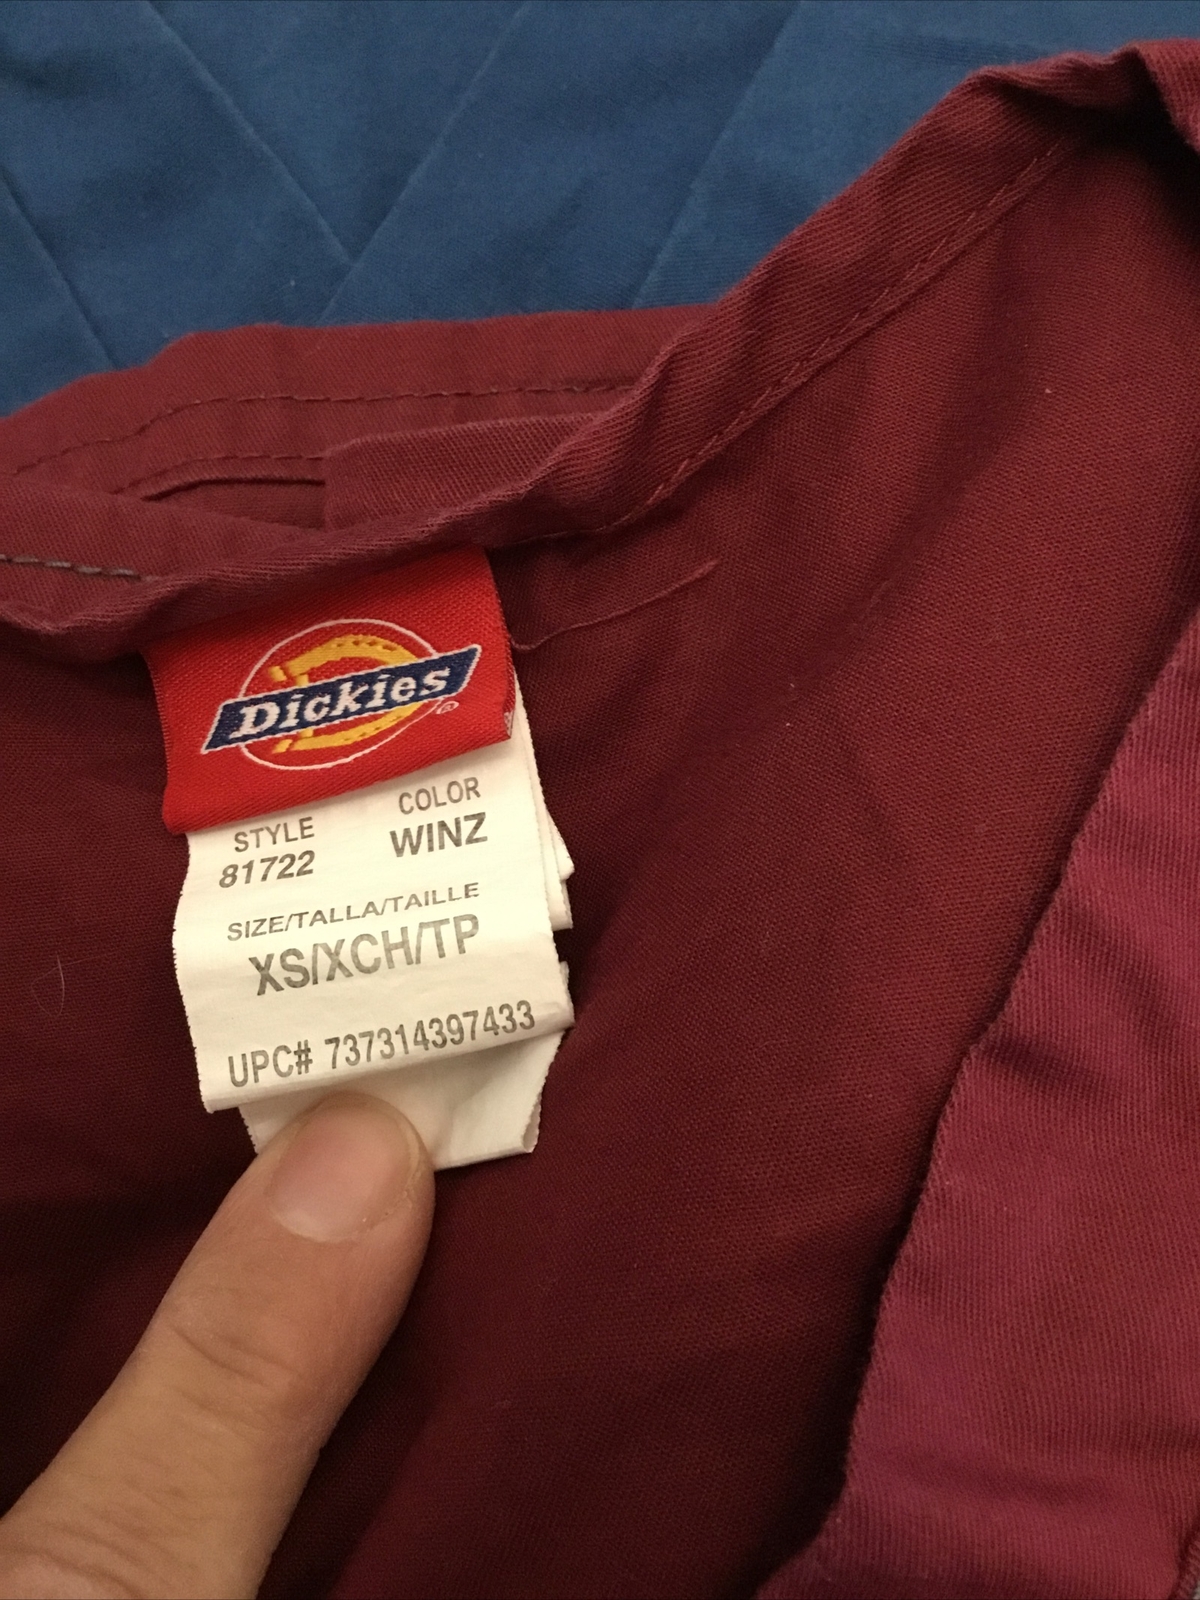 Dickies®
STYLE COLOR
81722 WINZ
SIZE/TALLA/TAILLE
XS/XCH/TP
UPC# 737314397433